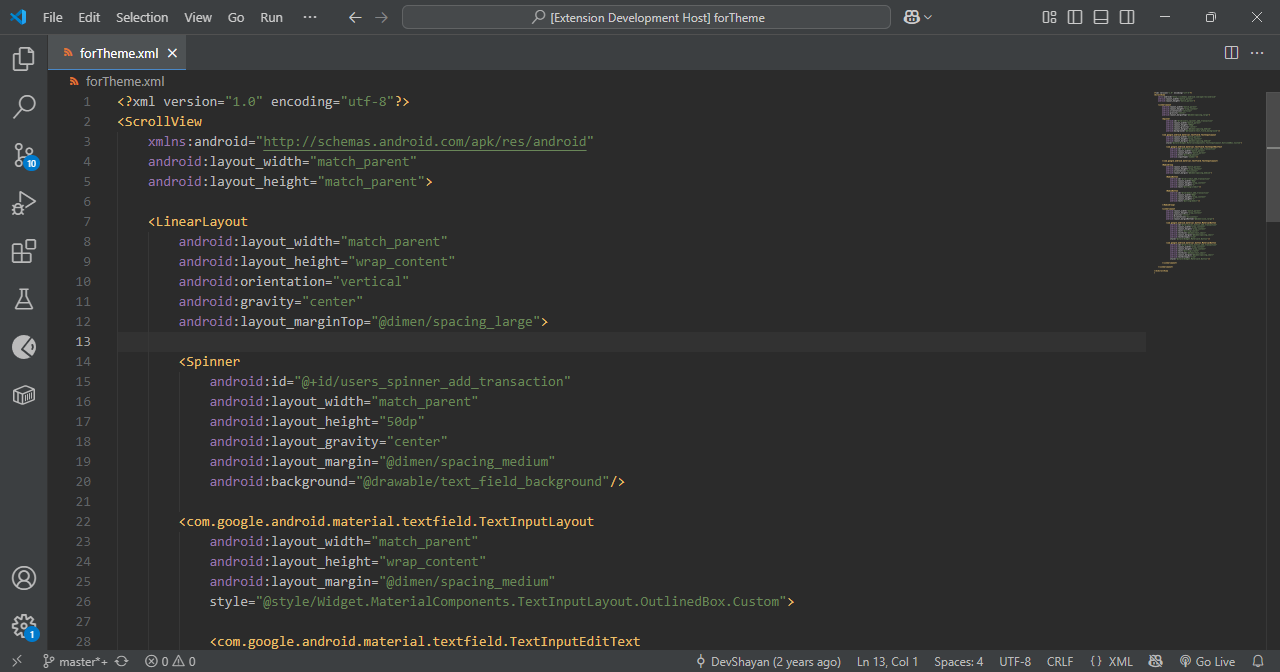 File Edit Selection View Go Run ··· [Extension Development Host] forTheme
forTheme.xml
forTheme.xml
1 <?xml version="1.0" encoding="utf-8"?>
2 <ScrollView
3 xmlns:android="http://schemas.android.com/apk/res/android"
4 android:layout_width="match_parent"
5 android:layout_height="match_parent">
6
7 <LinearLayout
8 android:layout_width="match_parent"
9 android:layout_height="wrap_content"
10 android:orientation="vertical"
11 android:gravity="center"
12 android:layout_marginTop="@dimen/spacing_large">
13
14 <Spinner
15 android:id="@+id/users_spinner_add_transaction"
16 android:layout_width="match_parent"
17 android:layout_height="50dp"
18 android:layout_gravity="center"
19 android:layout_margin="@dimen/spacing_medium"
20 android:background="@drawable/text_field_background"/>
21
22 <com.google.android.material.textfield.TextInputLayout
23 android:layout_width="match_parent"
24 android:layout_height="wrap_content"
25 android:layout_margin="@dimen/spacing_medium"
26 style="@style/Widget.MaterialComponents.TextInputLayout.OutlinedBox.Custom">
27
28 <com.google.android.material.textfield.TextInputEditText
10
1
master*+ 0 0 DevShayan (2 years ago) Ln 13, Col 1 Spaces: 4 UTF-8 CRLF {} XML Go Live